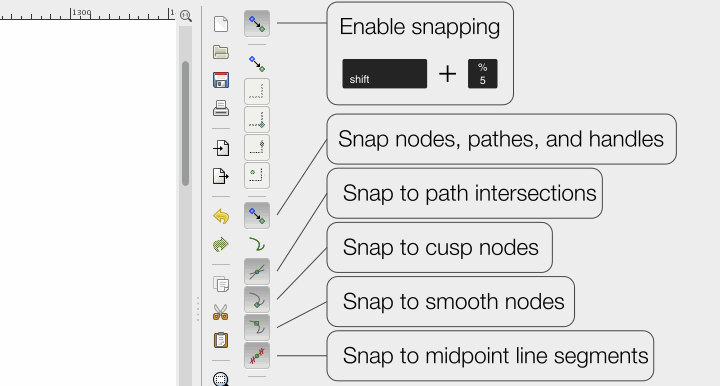 1300
1
Enable snapping
shift + % 5
Snap nodes, pathes, and handles
Snap to path intersections
Snap to cusp nodes
Snap to smooth nodes
Snap to midpoint line segments